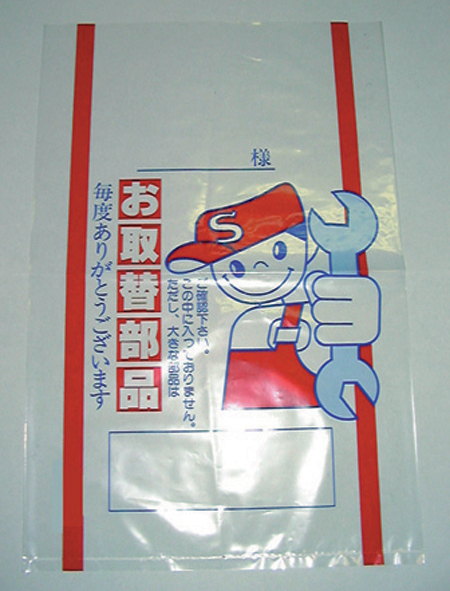 様
S
毎度ありがとうございます
お取替部品
ただし、大きな部品は
この中に入っておりません。
ご確認下さい。